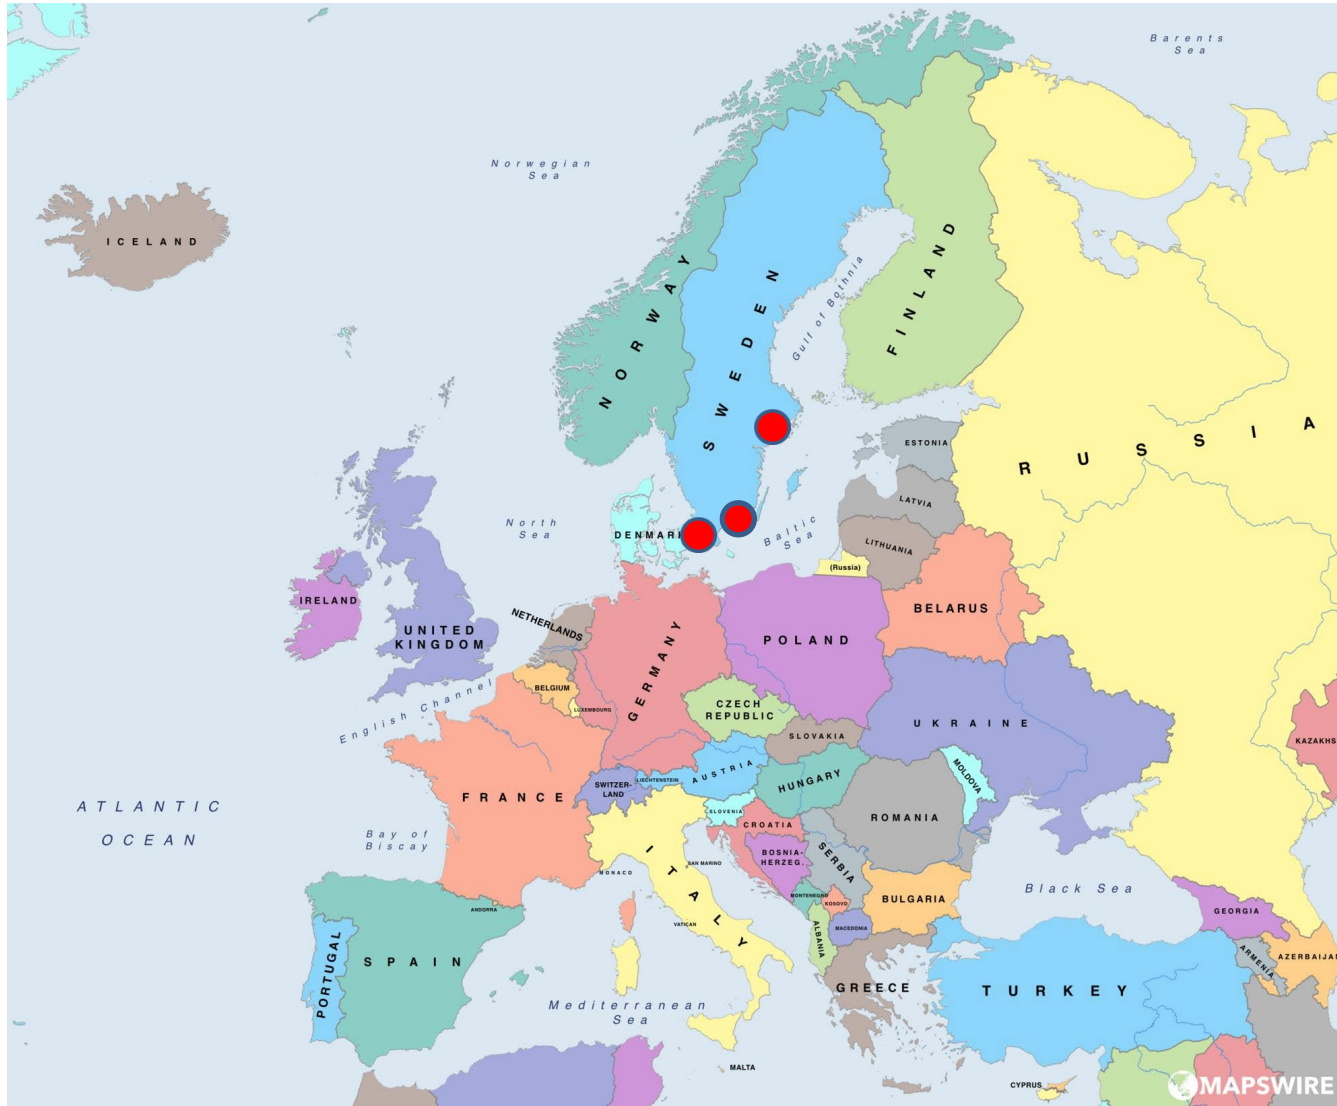 Barents
Sea
Norwegian
Sea
ICELAND
NORWAY
SWEDEN
FINLAND
Gulf of Bothnia
RUSSIA
ESTONIA
LATVIA
LITHUANIA
(Russia)
Baltic
Sea
North
Sea
DENMAR
IRELAND
UNITED
KINGDOM
NETHERLANDS
BELGIUM
LUXEMBOURG
GERMANY
POLAND
BELARUS
English Channel
CZECH
REPUBLIC
SLOVAKIA
UKRAINE
KAZAKHS
ATLANTIC
OCEAN
FRANCE
Bay of
Biscay
SWITZER-
LAND
LIECHTENSTEIN
AUSTRIA
HUNGARY
MOLDOVA
ROMANIA
SLOVENIA
CROATIA
BOSNIA-
HERZEG.
SERBIA
ITALY
SAN MARINO
MONACO
VATICAN
MONTENEGRO
KOSOVO
BULGARIA
MACEDONIA
ALBANIA
GREECE
Black Sea
GEORGIA
ARMENIA
AZERBAIJAN
ANDORRA
PORTUGAL
SPAIN
Mediterranean
Sea
TURKEY
MALTA
CYPRUS
MAPSWIRE